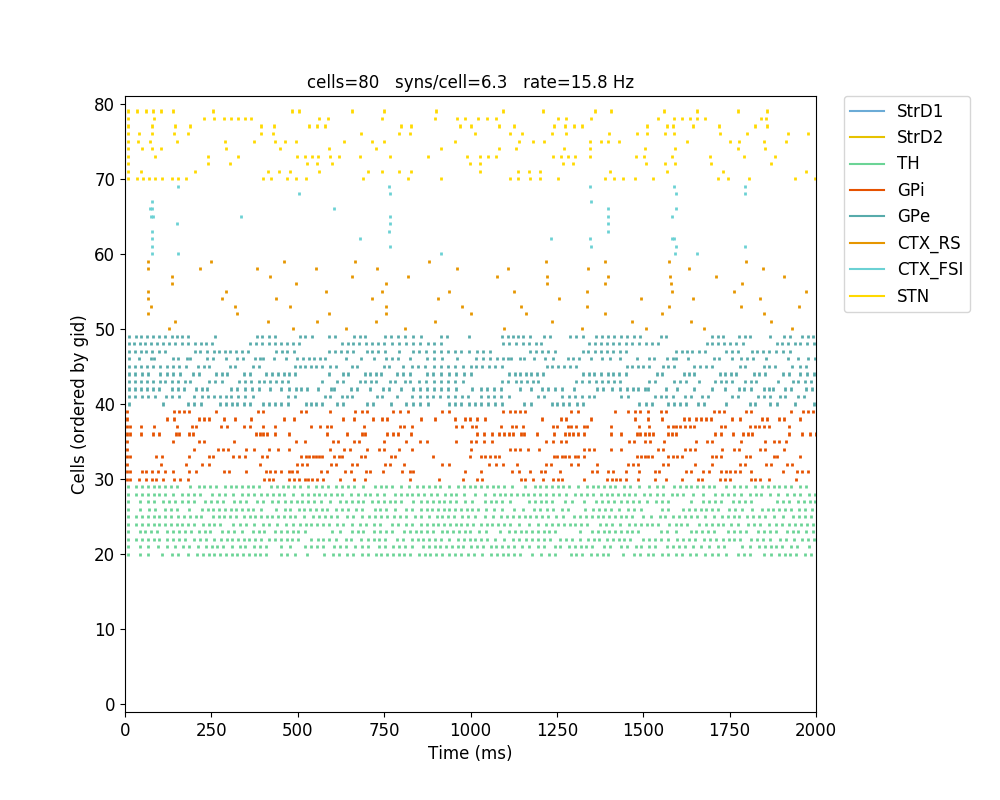 cells=80 syns/cell=6.3 rate=15.8 Hz
80
70
60
50
40
30
20
10
0
Cells (ordered by gid)
0 250 500 750 1000 1250 1500 1750 2000
Time (ms)
StrD1
StrD2
TH
GPi
GPe
CTX_RS
CTX_FSI
STN